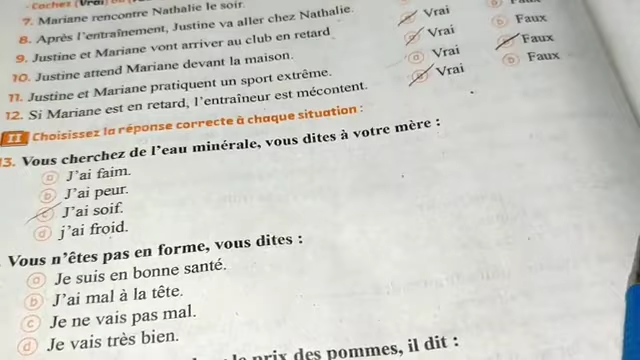 Cochez (Vrai)
7. Mariane rencontre Nathalie le soir.
8. Après l'entraînement, Justine va aller chez Nathalie. Vrai
9. Justine et Mariane vont arriver au club en retard Vrai b Faux
10. Justine attend Mariane devant la maison. a Vrai Faux
11. Justine et Mariane pratiquent un sport extrême. Vrai b Faux
12. Si Mariane est en retard, l'entraîneur est mécontent.
II Choisissez la réponse correcte à chaque situation :
13. Vous cherchez de l'eau minérale, vous dites à votre mère :
a J'ai faim.
b J'ai peur.
c J'ai soif.
d j'ai froid.
Vous n'êtes pas en forme, vous dites :
a Je suis en bonne santé.
b J'ai mal à la tête.
c Je ne vais pas mal.
d Je vais très bien.
le prix des pommes, il dit :